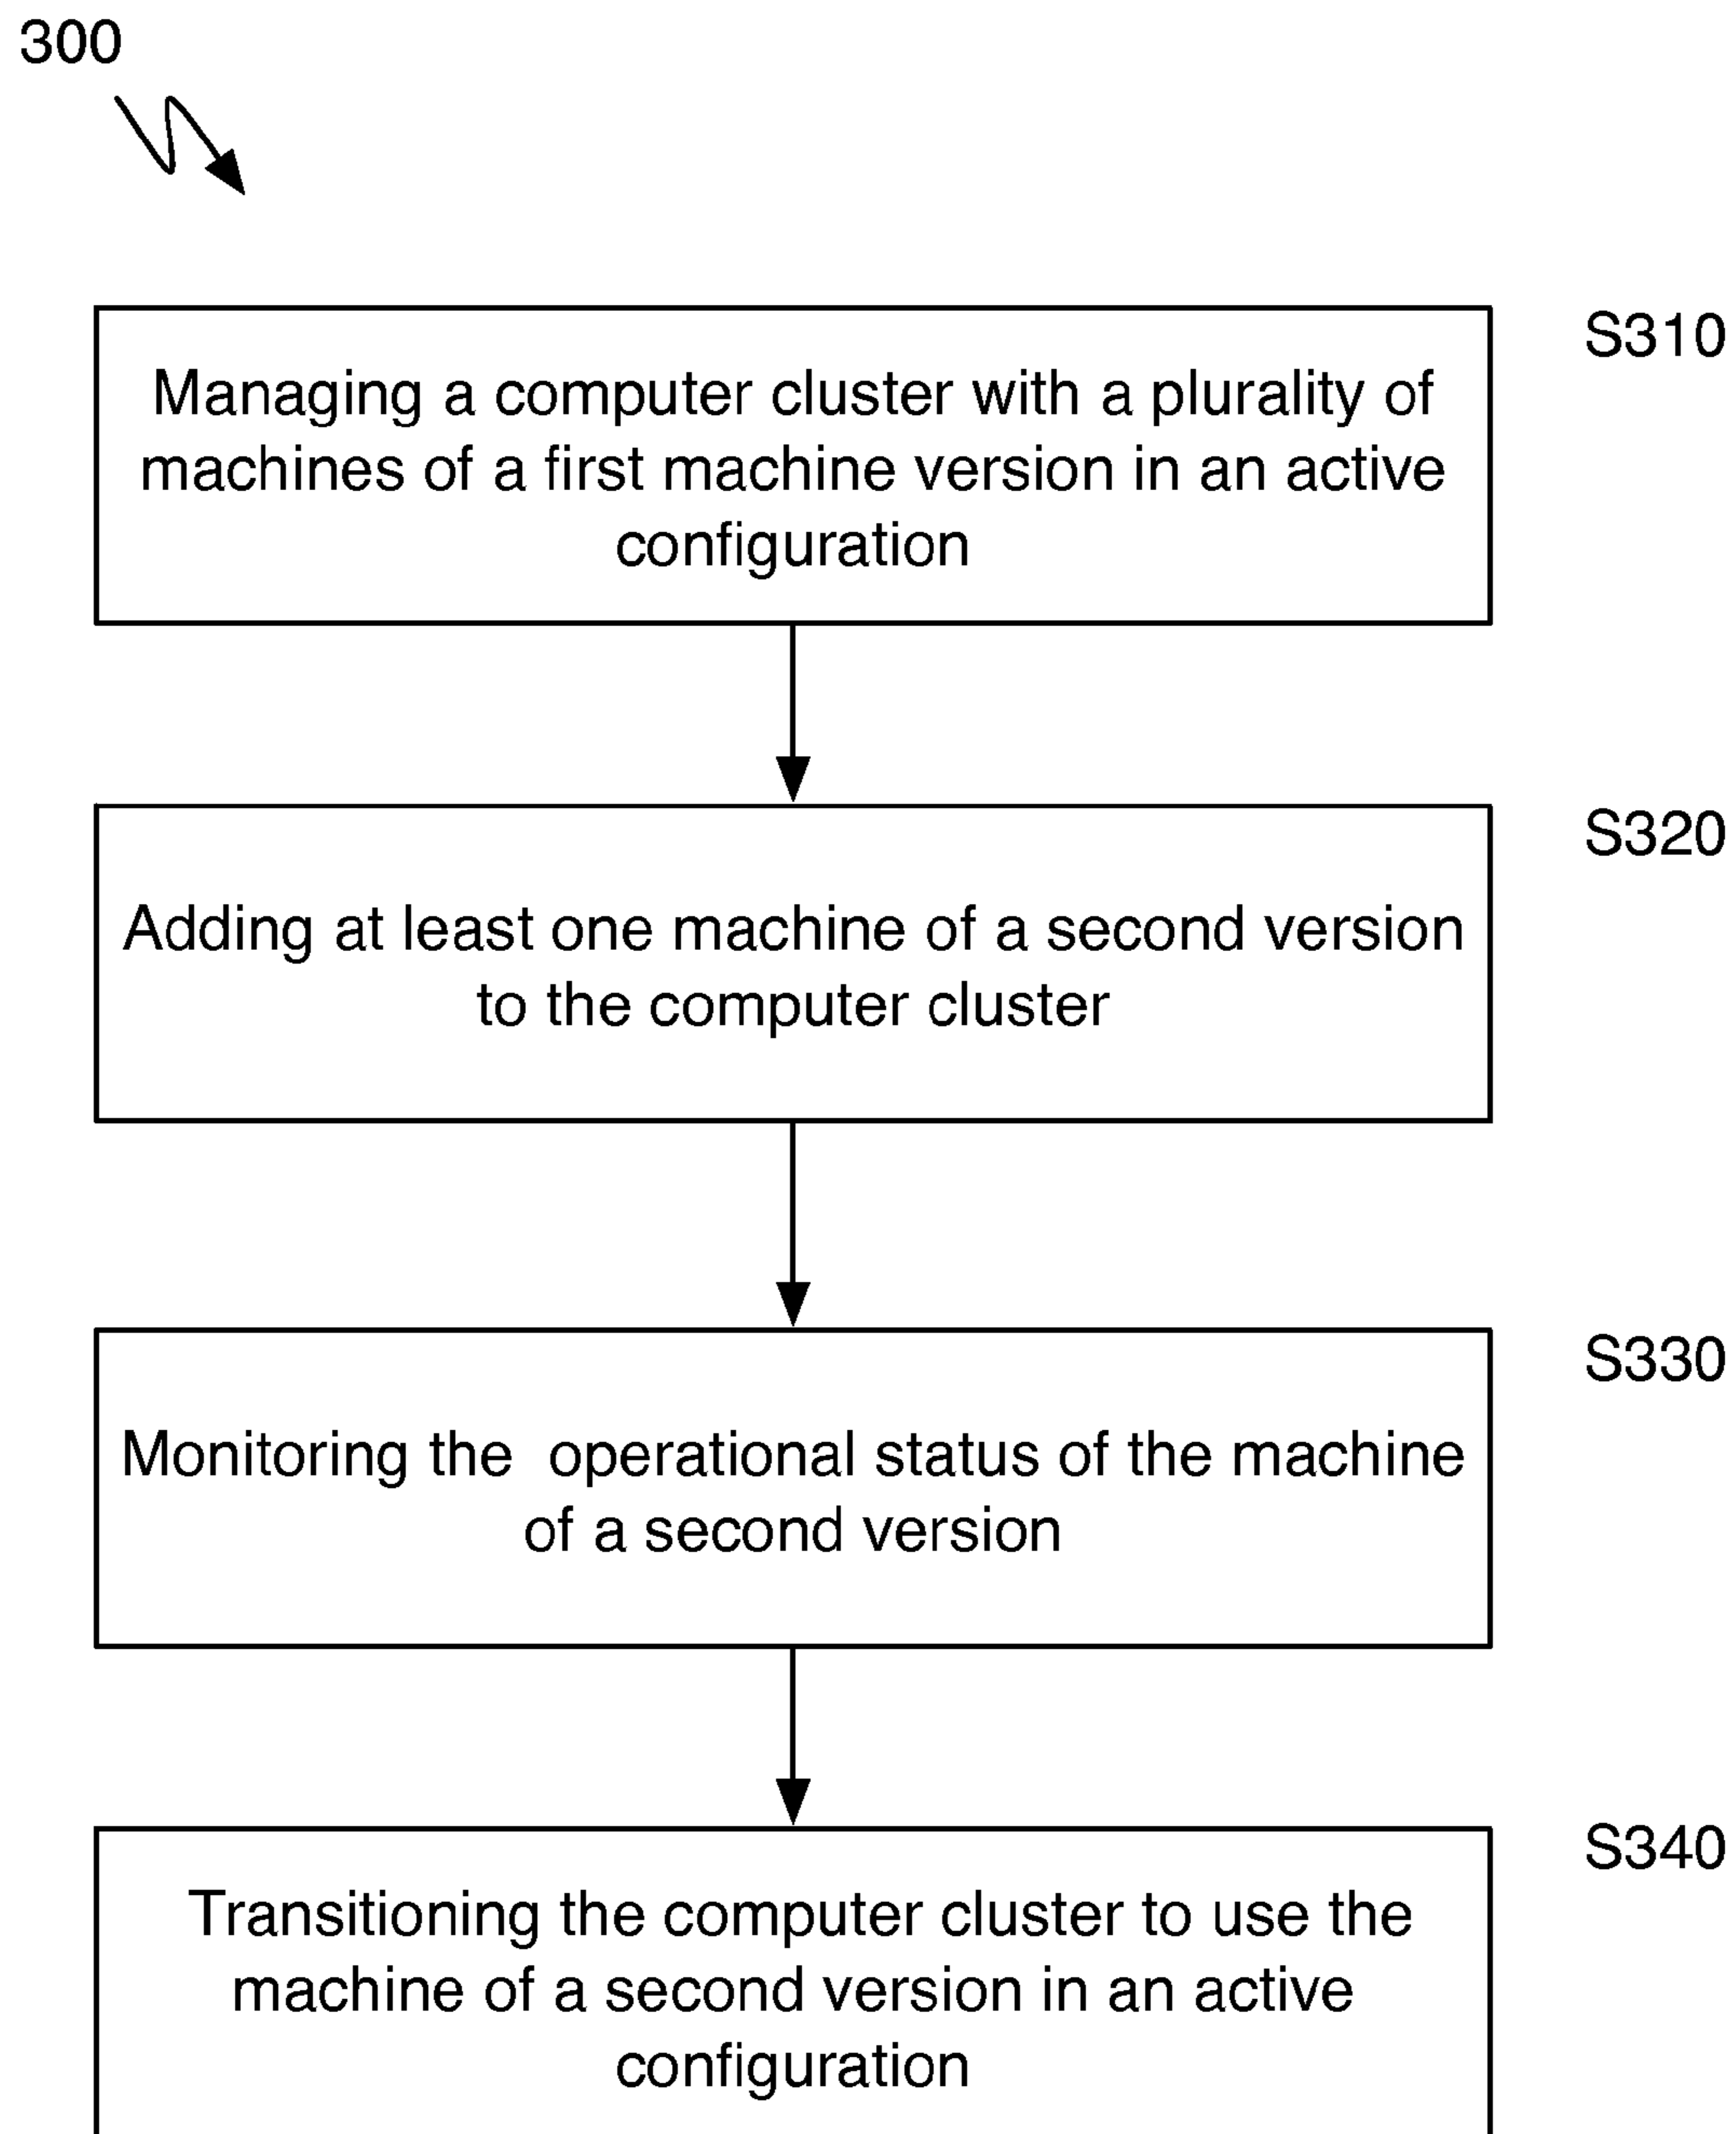 300
S310
Managing a computer cluster with a plurality of
machines of a first machine version in an active
configuration
S320
Adding at least one machine of a second version
to the computer cluster
S330
Monitoring the  operational status of the machine
of a second version
S340
Transitioning the computer cluster to use the
machine of a second version in an active
configuration